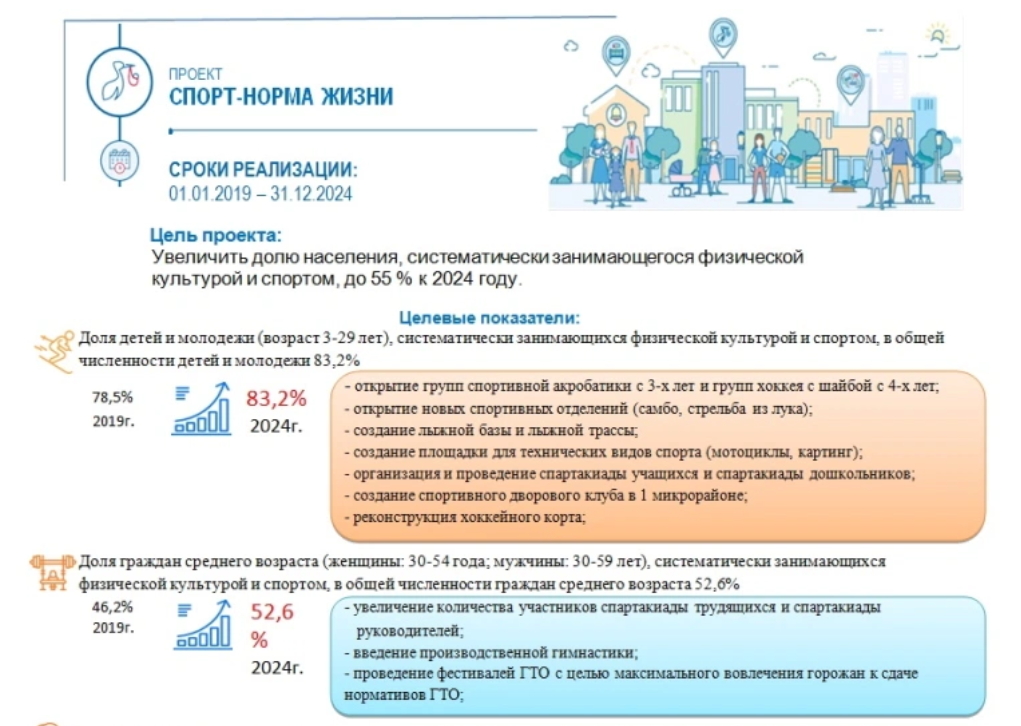 ПРОЕКТ
СПОРТ-НОРМА ЖИЗНИ
СРОКИ РЕАЛИЗАЦИИ:
01.01.2019 – 31.12.2024
Цель проекта:
Увеличить долю населения, систематически занимающегося физической
культурой и спортом, до 55 % к 2024 году.
Целевые показатели:
Доля детей и молодежи (возраст 3-29 лет), систематически занимающихся физической культурой и спортом, в общей
численности детей и молодежи 83,2%
78,5%
2019г.
83,2%
2024г.
- открытие групп спортивной акробатики с 3-х лет и групп хоккея с шайбой с 4-х лет;
- открытие новых спортивных отделений (самбо, стрельба из лука);
- создание лыжной базы и лыжной трассы;
- создание площадки для технических видов спорта (мотоциклы, картинг);
- организация и проведение спартакиады учащихся и спартакиады дошкольников;
- создание спортивного дворового клуба в 1 микрорайоне;
- реконструкция хоккейного корта;
Доля граждан среднего возраста (женщины: 30-54 года; мужчины: 30-59 лет), систематически занимающихся
физической культурой и спортом, в общей численности граждан среднего возраста 52,6%
46,2%
2019г.
52,6
%
2024г.
- увеличение количества участников спартакиады трудящихся и спартакиады
руководителей;
- введение производственной гимнастики;
- проведение фестивалей ГТО с целью максимального вовлечения горожан к сдаче
нормативов ГТО;